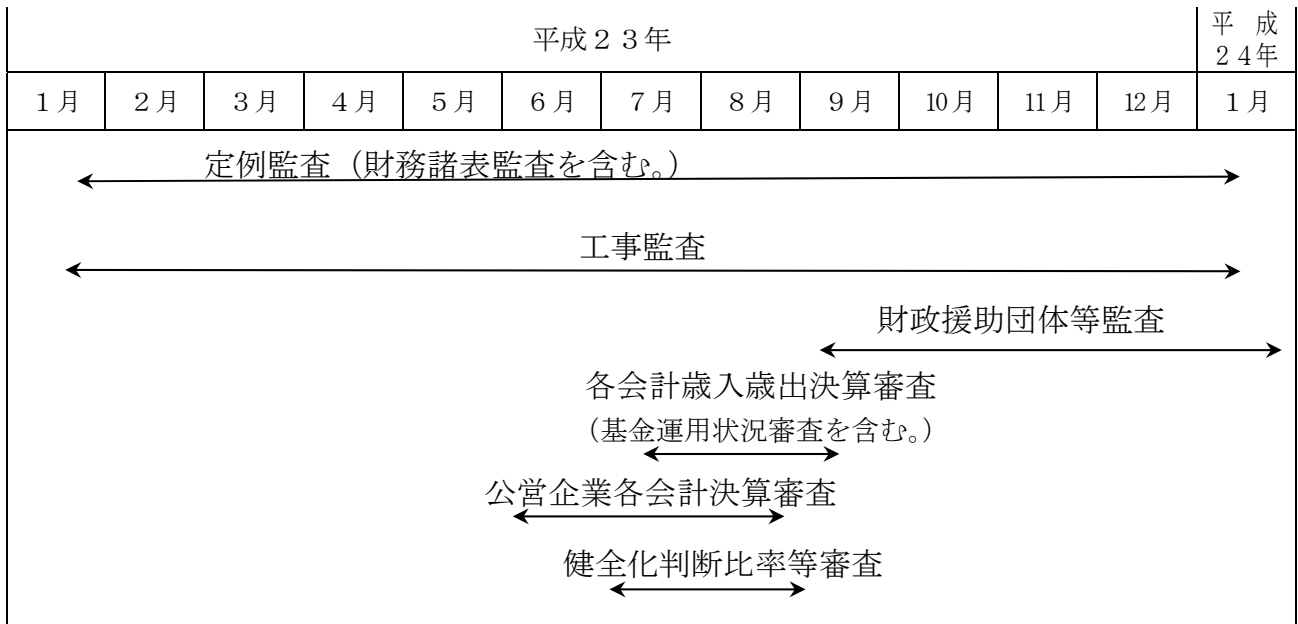 平成２３年
平 成
２４年
１月 ２月 ３月 ４月 ５月 ６月 ７月 ８月 ９月 10月 11月 12月 １月
定例監査（財務諸表監査を含む。）
工事監査
財政援助団体等監査
各会計歳入歳出決算審査
（基金運用状況審査を含む。）
公営企業各会計決算審査
健全化判断比率等審査